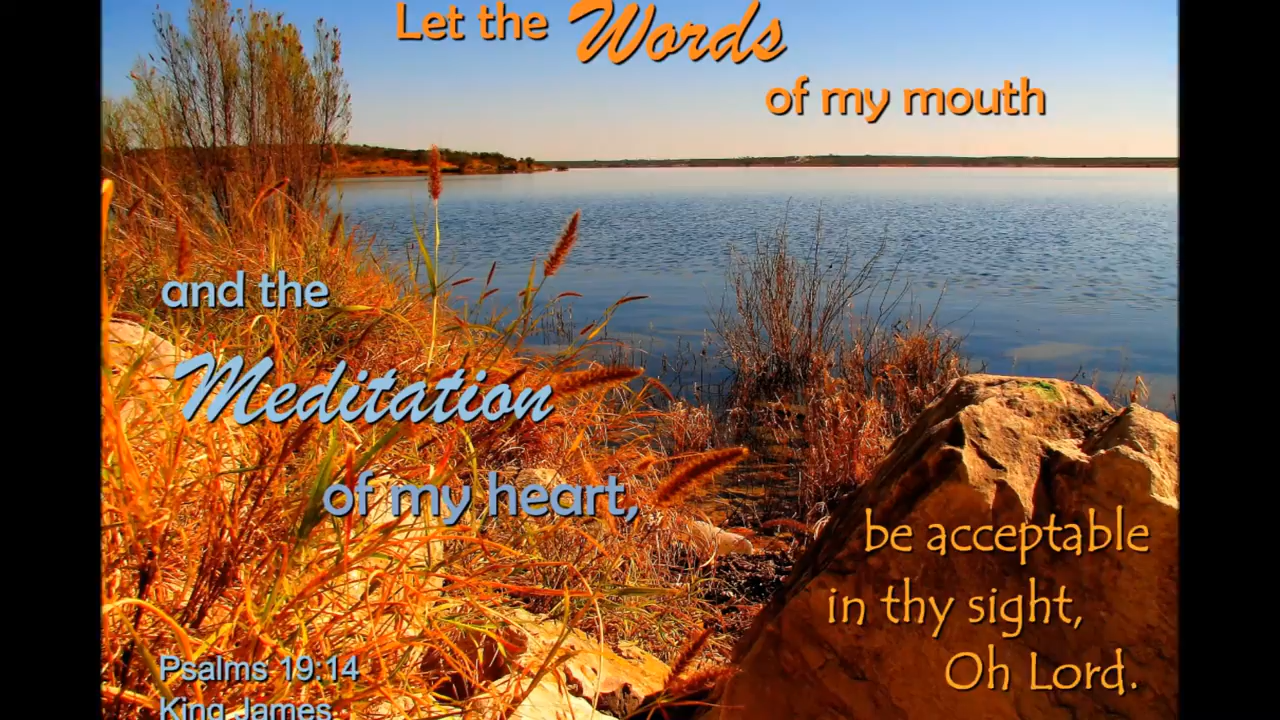 Let the Words
of my mouth
and the
Meditation
of my heart,
be acceptable
in thy sight,
Oh Lord.
Psalms 19:14
King James